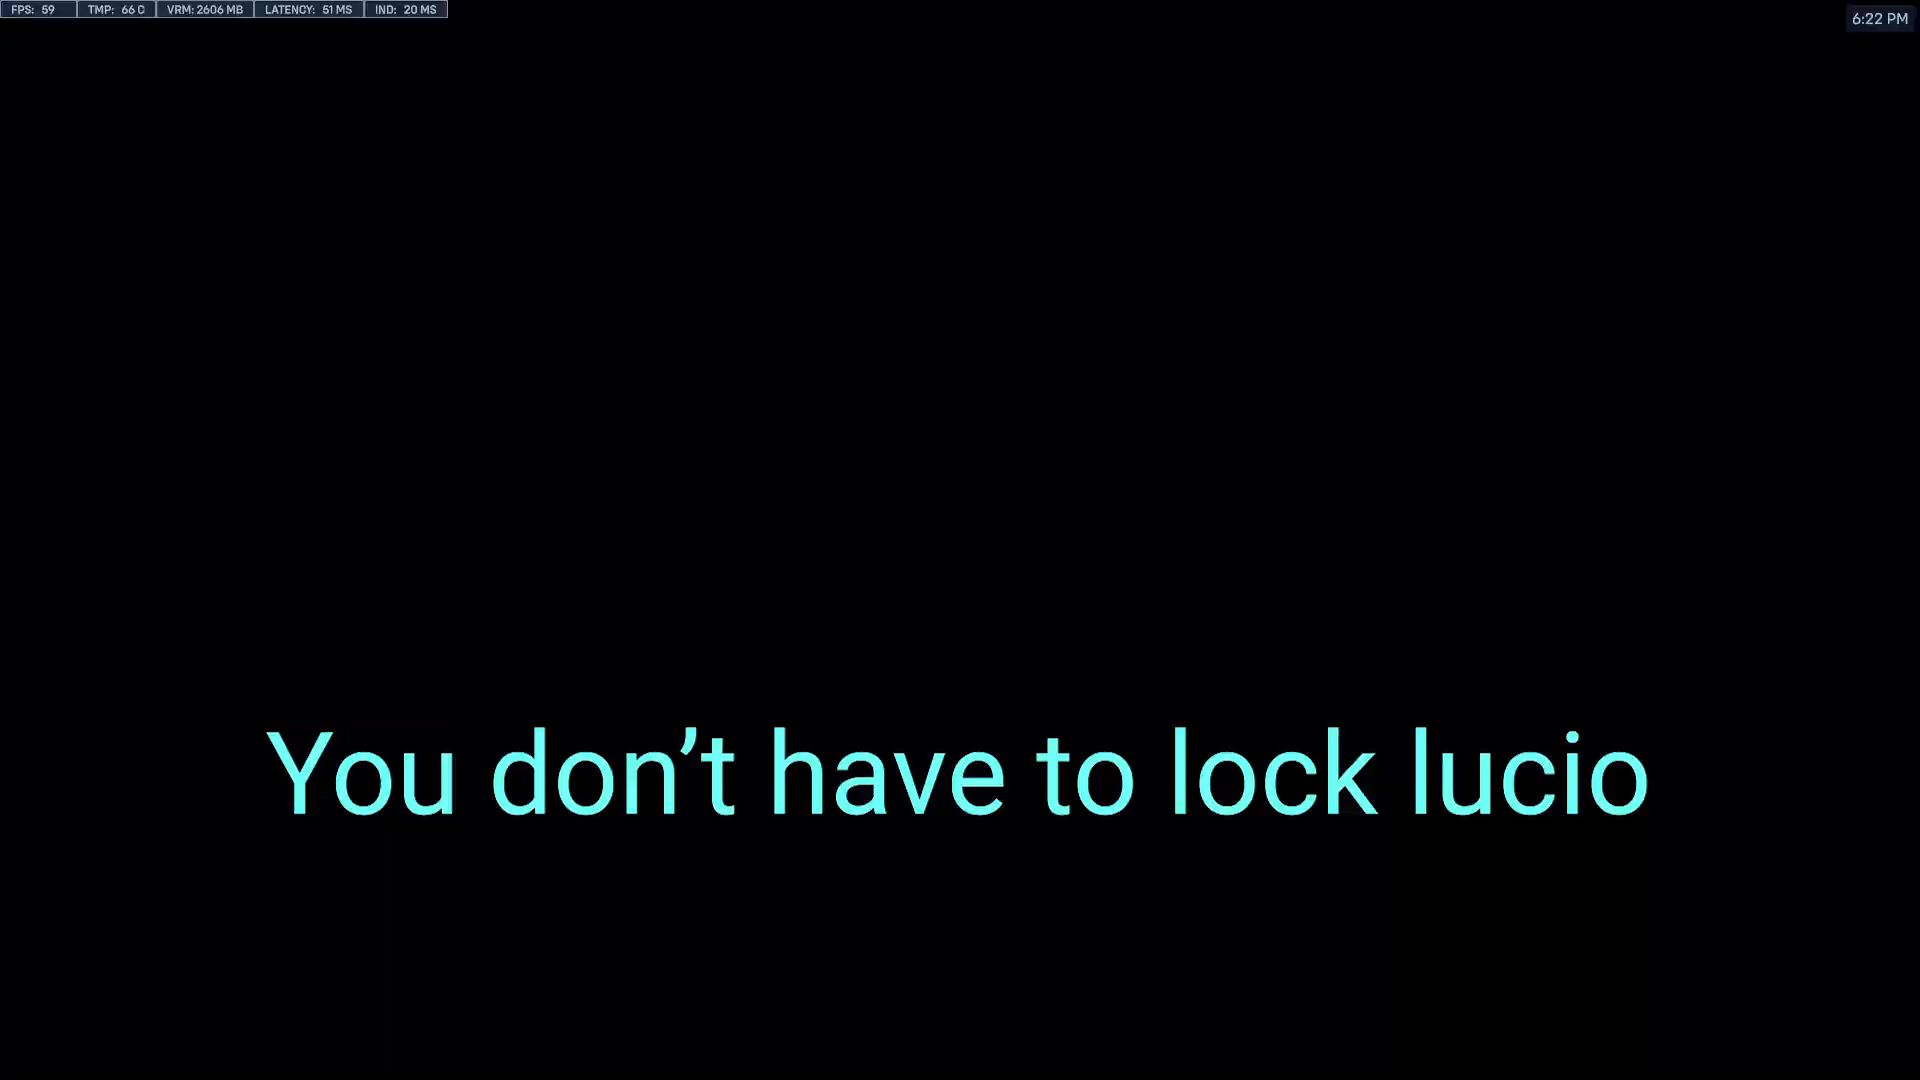 FPS: 59 TMP: 66 C VRM: 2606 MB LATENCY: 51 MS IND: 20 MS
6:22 PM
You don’t have to lock lucio